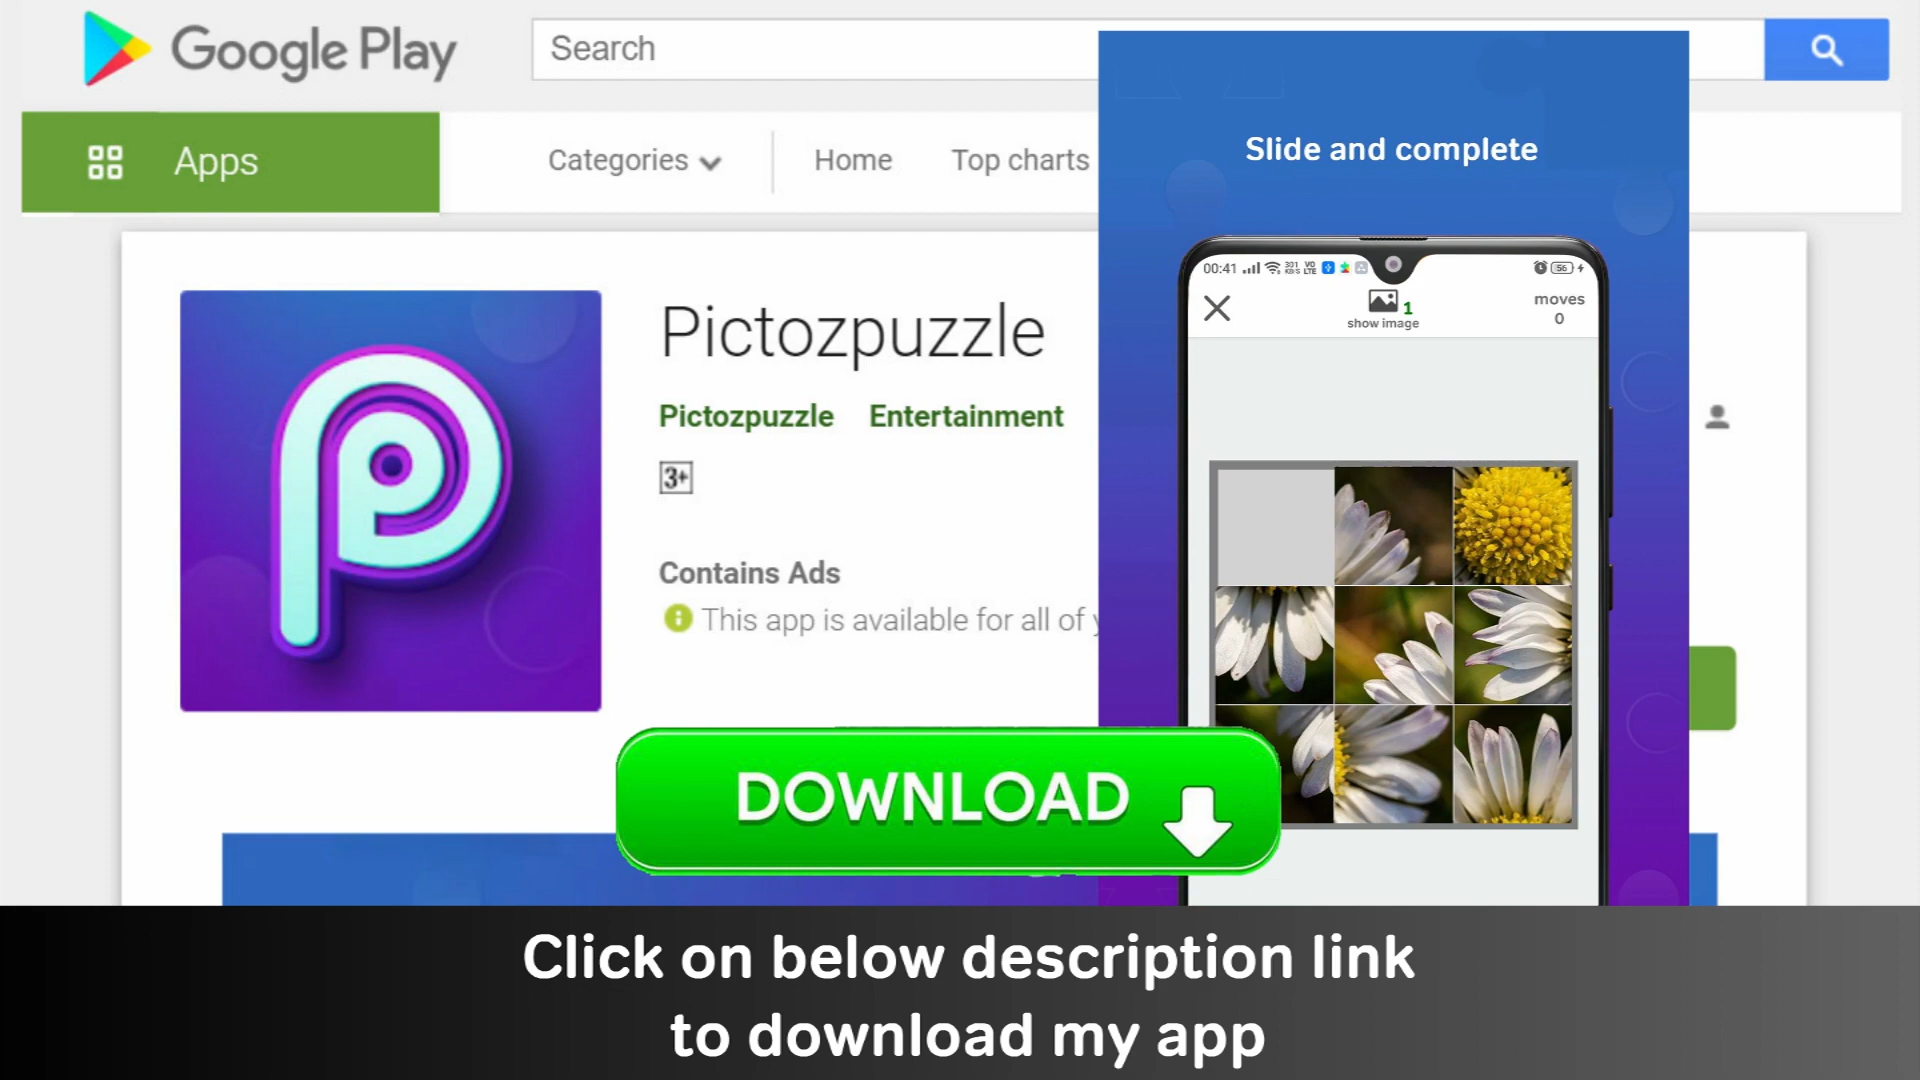 Google Play
Search
Apps
Categories
Home
Top charts
Slide and complete
00:41
56
1
show image
moves
0
Pictozpuzzle
Pictozpuzzle Entertainment
3+
Contains Ads
This app is available for all of
DOWNLOAD
Click on below description link
to download my app